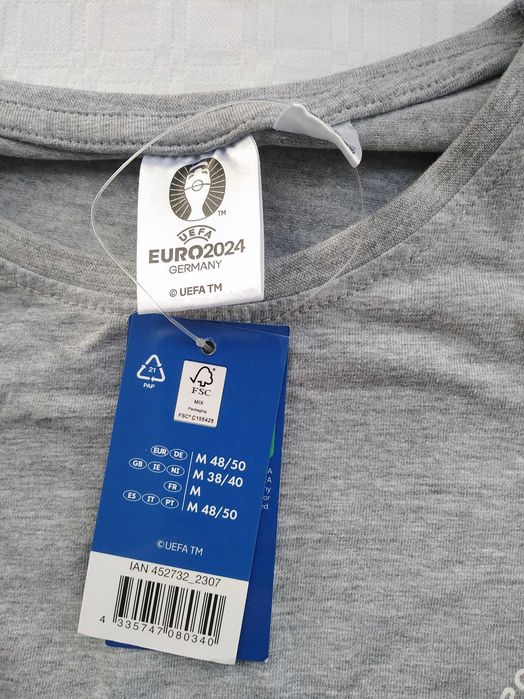 TM
UEFA
EURO2024
GERMANY
© UEFA TM
21
PAP
FSC
MIX
Packaging
FSC® C155425
EUR DE M 48/50
GB IE NI M 38/40
FR M
ES IT PT M 48/50
©UEFA TM
IAN 452732_2307
4 335747 080340